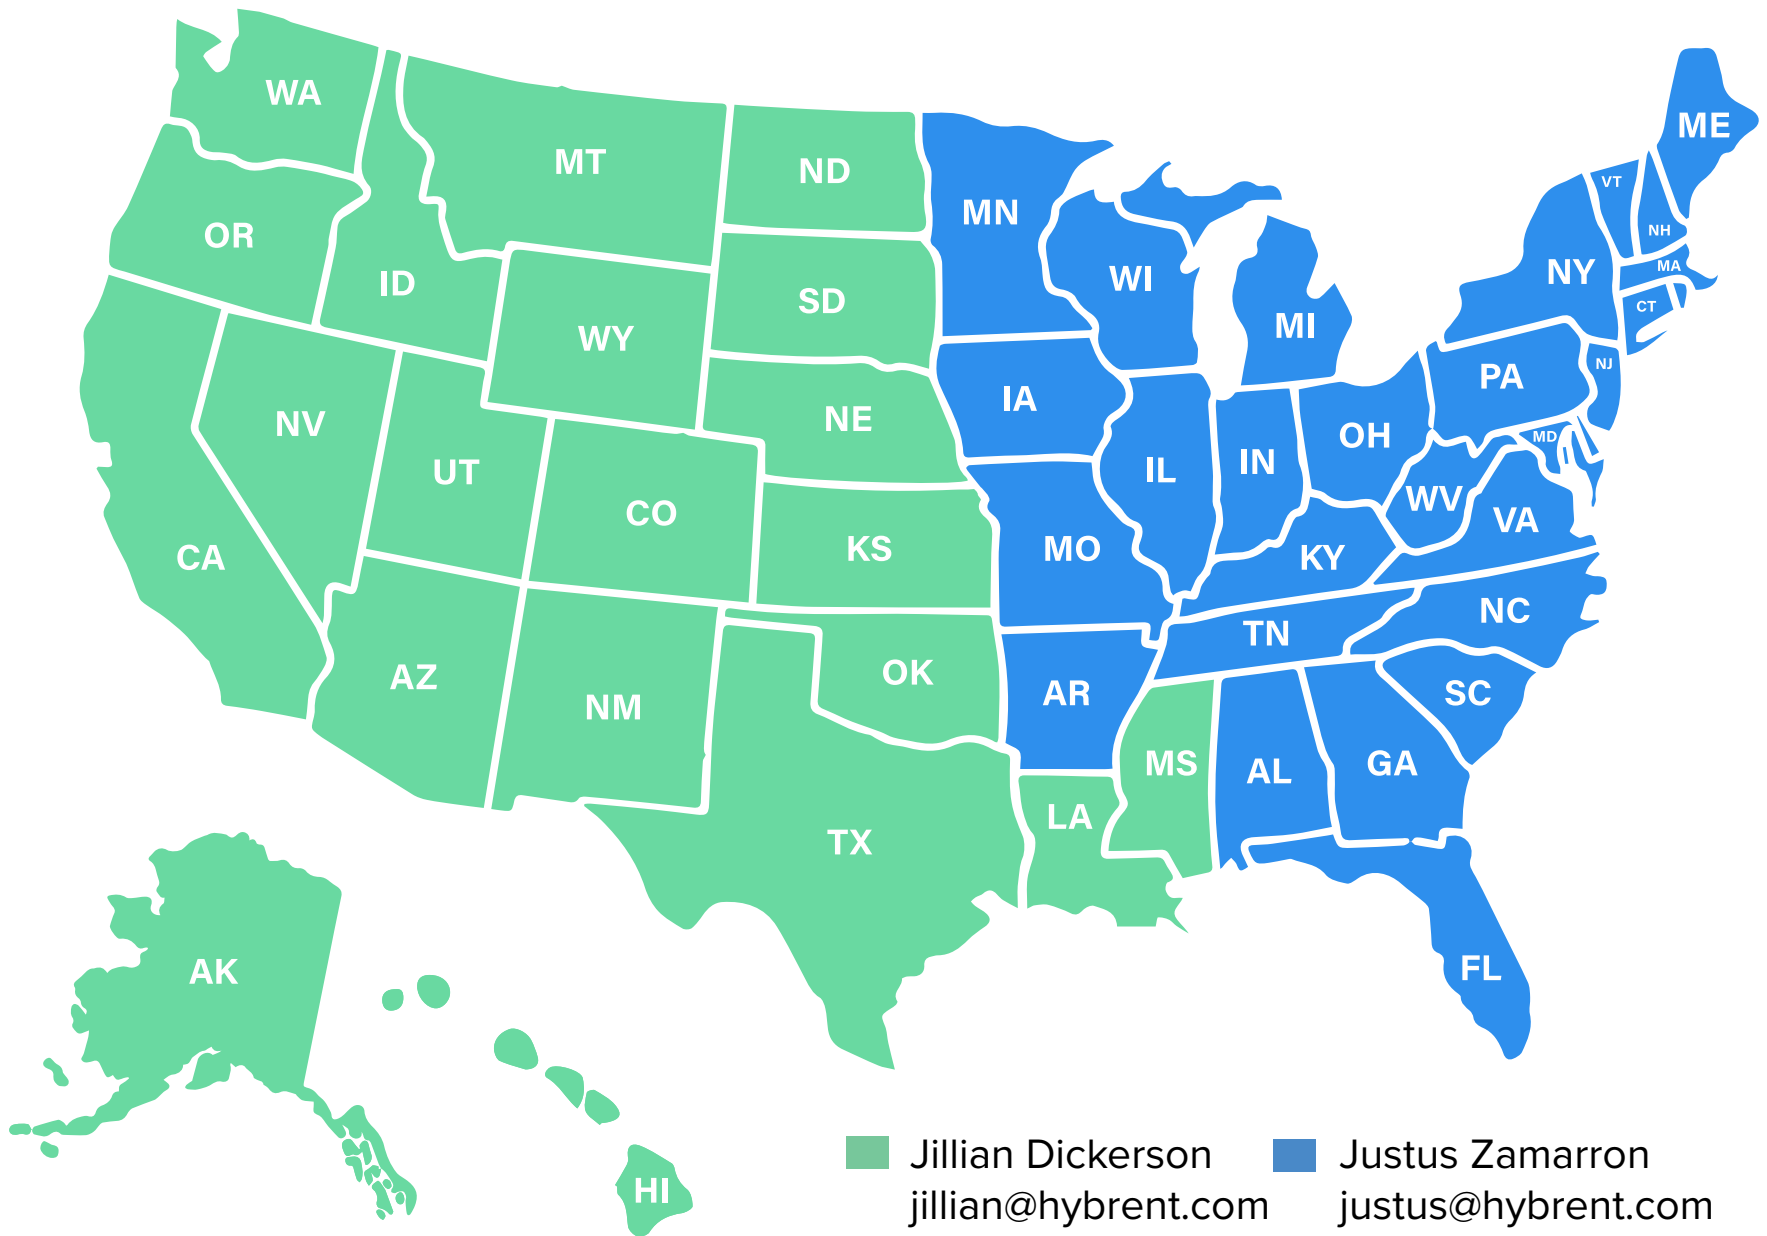 WA
MT
ND
MN
ME
VT
NH
OR
ID
SD
WI
NY
MA
WY
MI
CT
NV
NE
IA
PA
NJ
UT
CO
IL
IN
OH
MD
CA
KS
MO
KY
WV
VA
AZ
NM
OK
AR
TN
NC
SC
TX
LA
MS
AL
GA
FL
AK
HI
Jillian Dickerson
jillian@hybrent.com
Justus Zamarron
justus@hybrent.com